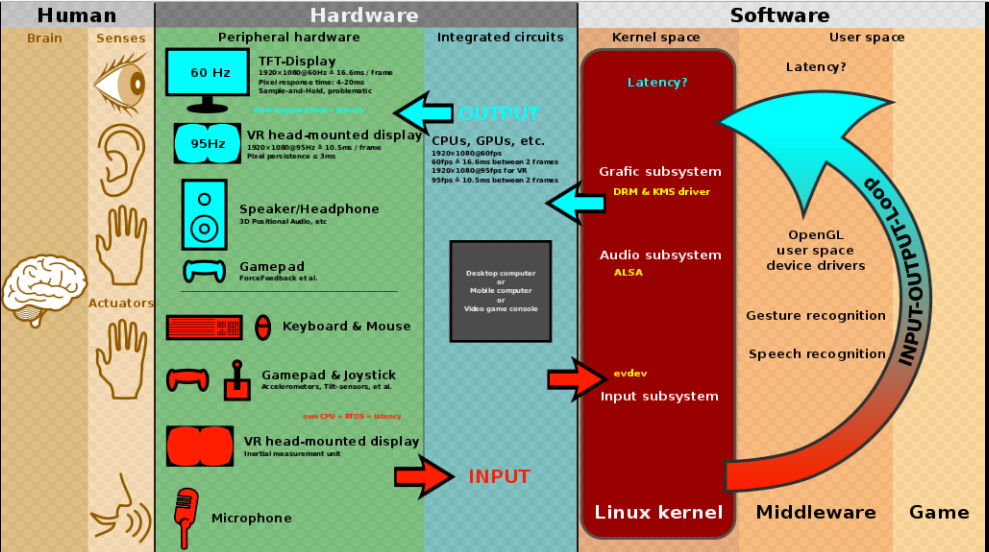 Human
Hardware
Software
Brain
Senses
Peripheral hardware
Integrated circuits
Kernel space
User space
60 Hz
TFT-Display
1920×1080@60Hz ≙ 16.6ms / frame
Pixel response time: 4-20ms
Sample-and-Hold, problematic
95Hz
VR head-mounted display
1920×1080@95Hz ≙ 10.5ms / frame
Pixel persistence ≤ 3ms
Speaker/Headphone
3D Positional Audio, etc
Gamepad
ForceFeedback et al.
Actuators
Keyboard & Mouse
Gamepad & Joystick
Accelerometers, Tilt-sensors, et al.
own CPU + RTOS = latency
VR head-mounted display
Inertial measurement unit
Microphone
OUTPUT
CPUs, GPUs, etc.
1920×1080@60fps
60fps ≙ 16.6ms between 2 frames
1920×1080@95fps for VR
95fps ≙ 10.5ms between 2 frames
Desktop computer
or
Mobile computer
or
Video game console
INPUT
Latency?
Grafic subsystem
DRM & KMS driver
Audio subsystem
ALSA
evdev
Input subsystem
Linux kernel
Latency?
OpenGL
user space
device drivers
Gesture recognition
Speech recognition
INPUT-OUTPUT-Loop
Middleware
Game